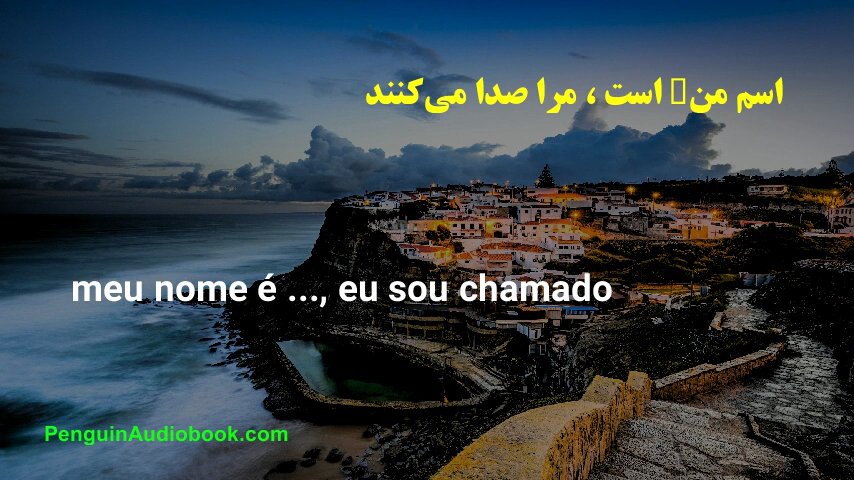 اسم من است ، مرا صدا می‌کنند
meu nome é ..., eu sou chamado
PenguinAudiobook.com